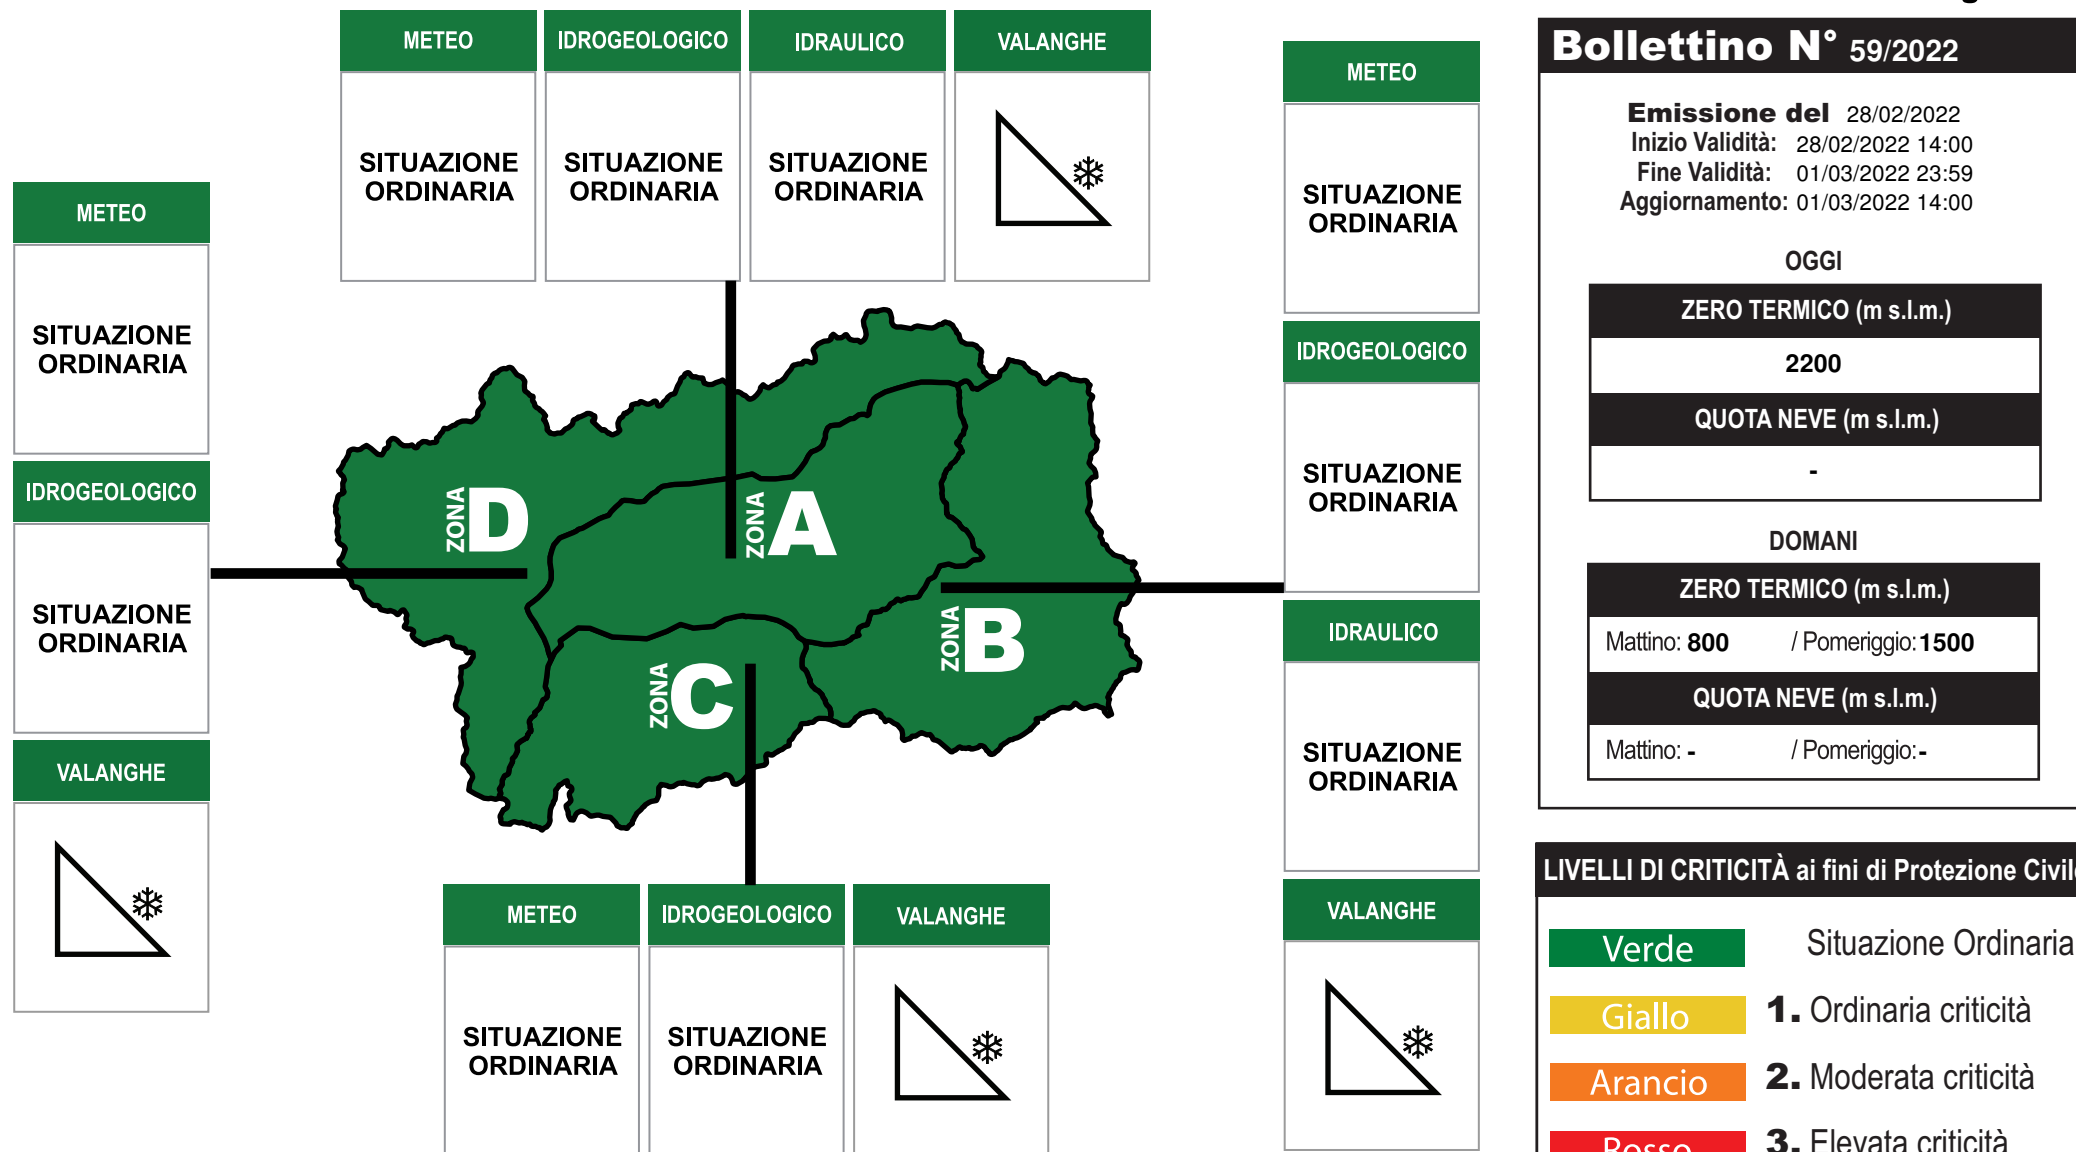 METEO
IDROGEOLOGICO
IDRAULICO
VALANGHE
SITUAZIONE
ORDINARIA
SITUAZIONE
ORDINARIA
SITUAZIONE
ORDINARIA
METEO
SITUAZIONE
ORDINARIA
IDROGEOLOGICO
SITUAZIONE
ORDINARIA
VALANGHE
ZONA D
ZONA A
ZONA B
ZONA C
METEO
IDROGEOLOGICO
VALANGHE
SITUAZIONE
ORDINARIA
SITUAZIONE
ORDINARIA
METEO
SITUAZIONE
ORDINARIA
IDROGEOLOGICO
SITUAZIONE
ORDINARIA
IDRAULICO
SITUAZIONE
ORDINARIA
VALANGHE
Bollettino N° 59/2022
Emissione del 28/02/2022
Inizio Validità: 28/02/2022 14:00
Fine Validità: 01/03/2022 23:59
Aggiornamento: 01/03/2022 14:00
OGGI
ZERO TERMICO (m s.l.m.)
2200
QUOTA NEVE (m s.l.m.)
-
DOMANI
ZERO TERMICO (m s.l.m.)
Mattino: 800 / Pomeriggio: 1500
QUOTA NEVE (m s.l.m.)
Mattino: - / Pomeriggio: -
LIVELLI DI CRITICITÀ ai fini di Protezione Civile
Verde Situazione Ordinaria
Giallo 1. Ordinaria criticità
Arancio 2. Moderata criticità
Rosso 3. Elevata criticità